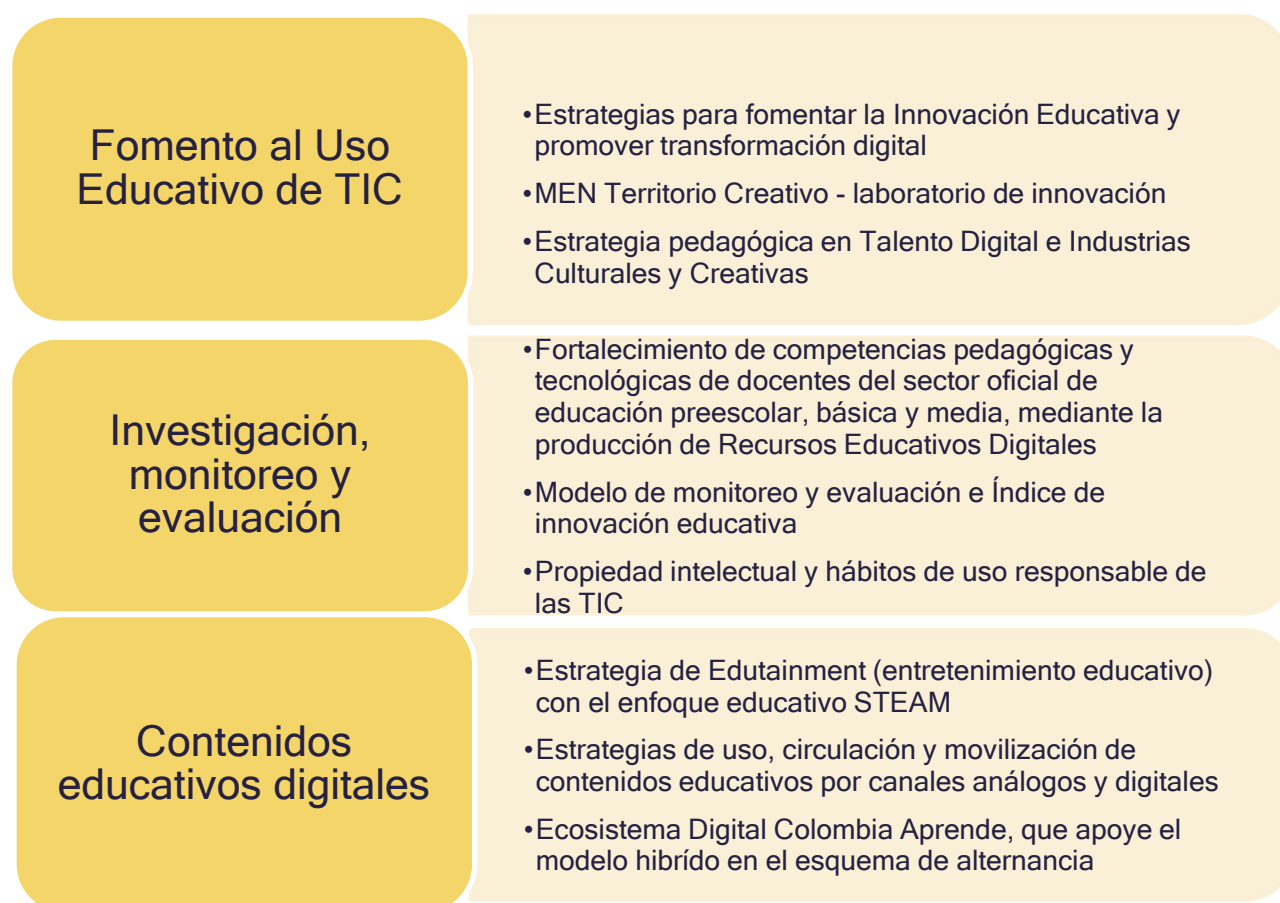 Fomento al Uso
Educativo de TIC
•Estrategias para fomentar la Innovación Educativa y
promover transformación digital
•MEN Territorio Creativo - laboratorio de innovación
•Estrategia pedagógica en Talento Digital e Industrias
Culturales y Creativas
Investigación,
monitoreo y
evaluación
•Fortalecimiento de competencias pedagógicas y
tecnológicas de docentes del sector oficial de
educación preescolar, básica y media, mediante la
producción de Recursos Educativos Digitales
•Modelo de monitoreo y evaluación e Índice de
innovación educativa
•Propiedad intelectual y hábitos de uso responsable de
las TIC
Contenidos
educativos digitales
•Estrategia de Edutainment (entretenimiento educativo)
con el enfoque educativo STEAM
•Estrategias de uso, circulación y movilización de
contenidos educativos por canales análogos y digitales
•Ecosistema Digital Colombia Aprende, que apoye el
modelo hibrído en el esquema de alternancia